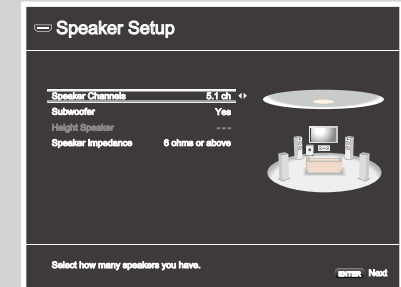 Speaker Setup
Speaker Channels 5.1 ch
Subwoofer Yes
Height Speaker ---
Speaker Impedance 6 ohms or above
Select how many speakers you have.
ENTER Next